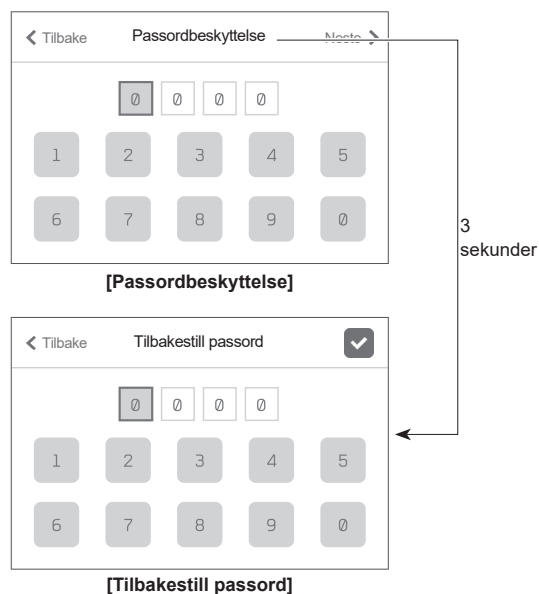 Tilbake Passordbeskyttelse Neste
0 0 0 0
1 2 3 4 5
6 7 8 9 0
[Passordbeskyttelse]
3
sekunder
Tilbake Tilbakestill passord
0 0 0 0
1 2 3 4 5
6 7 8 9 0
[Tilbakestill passord]